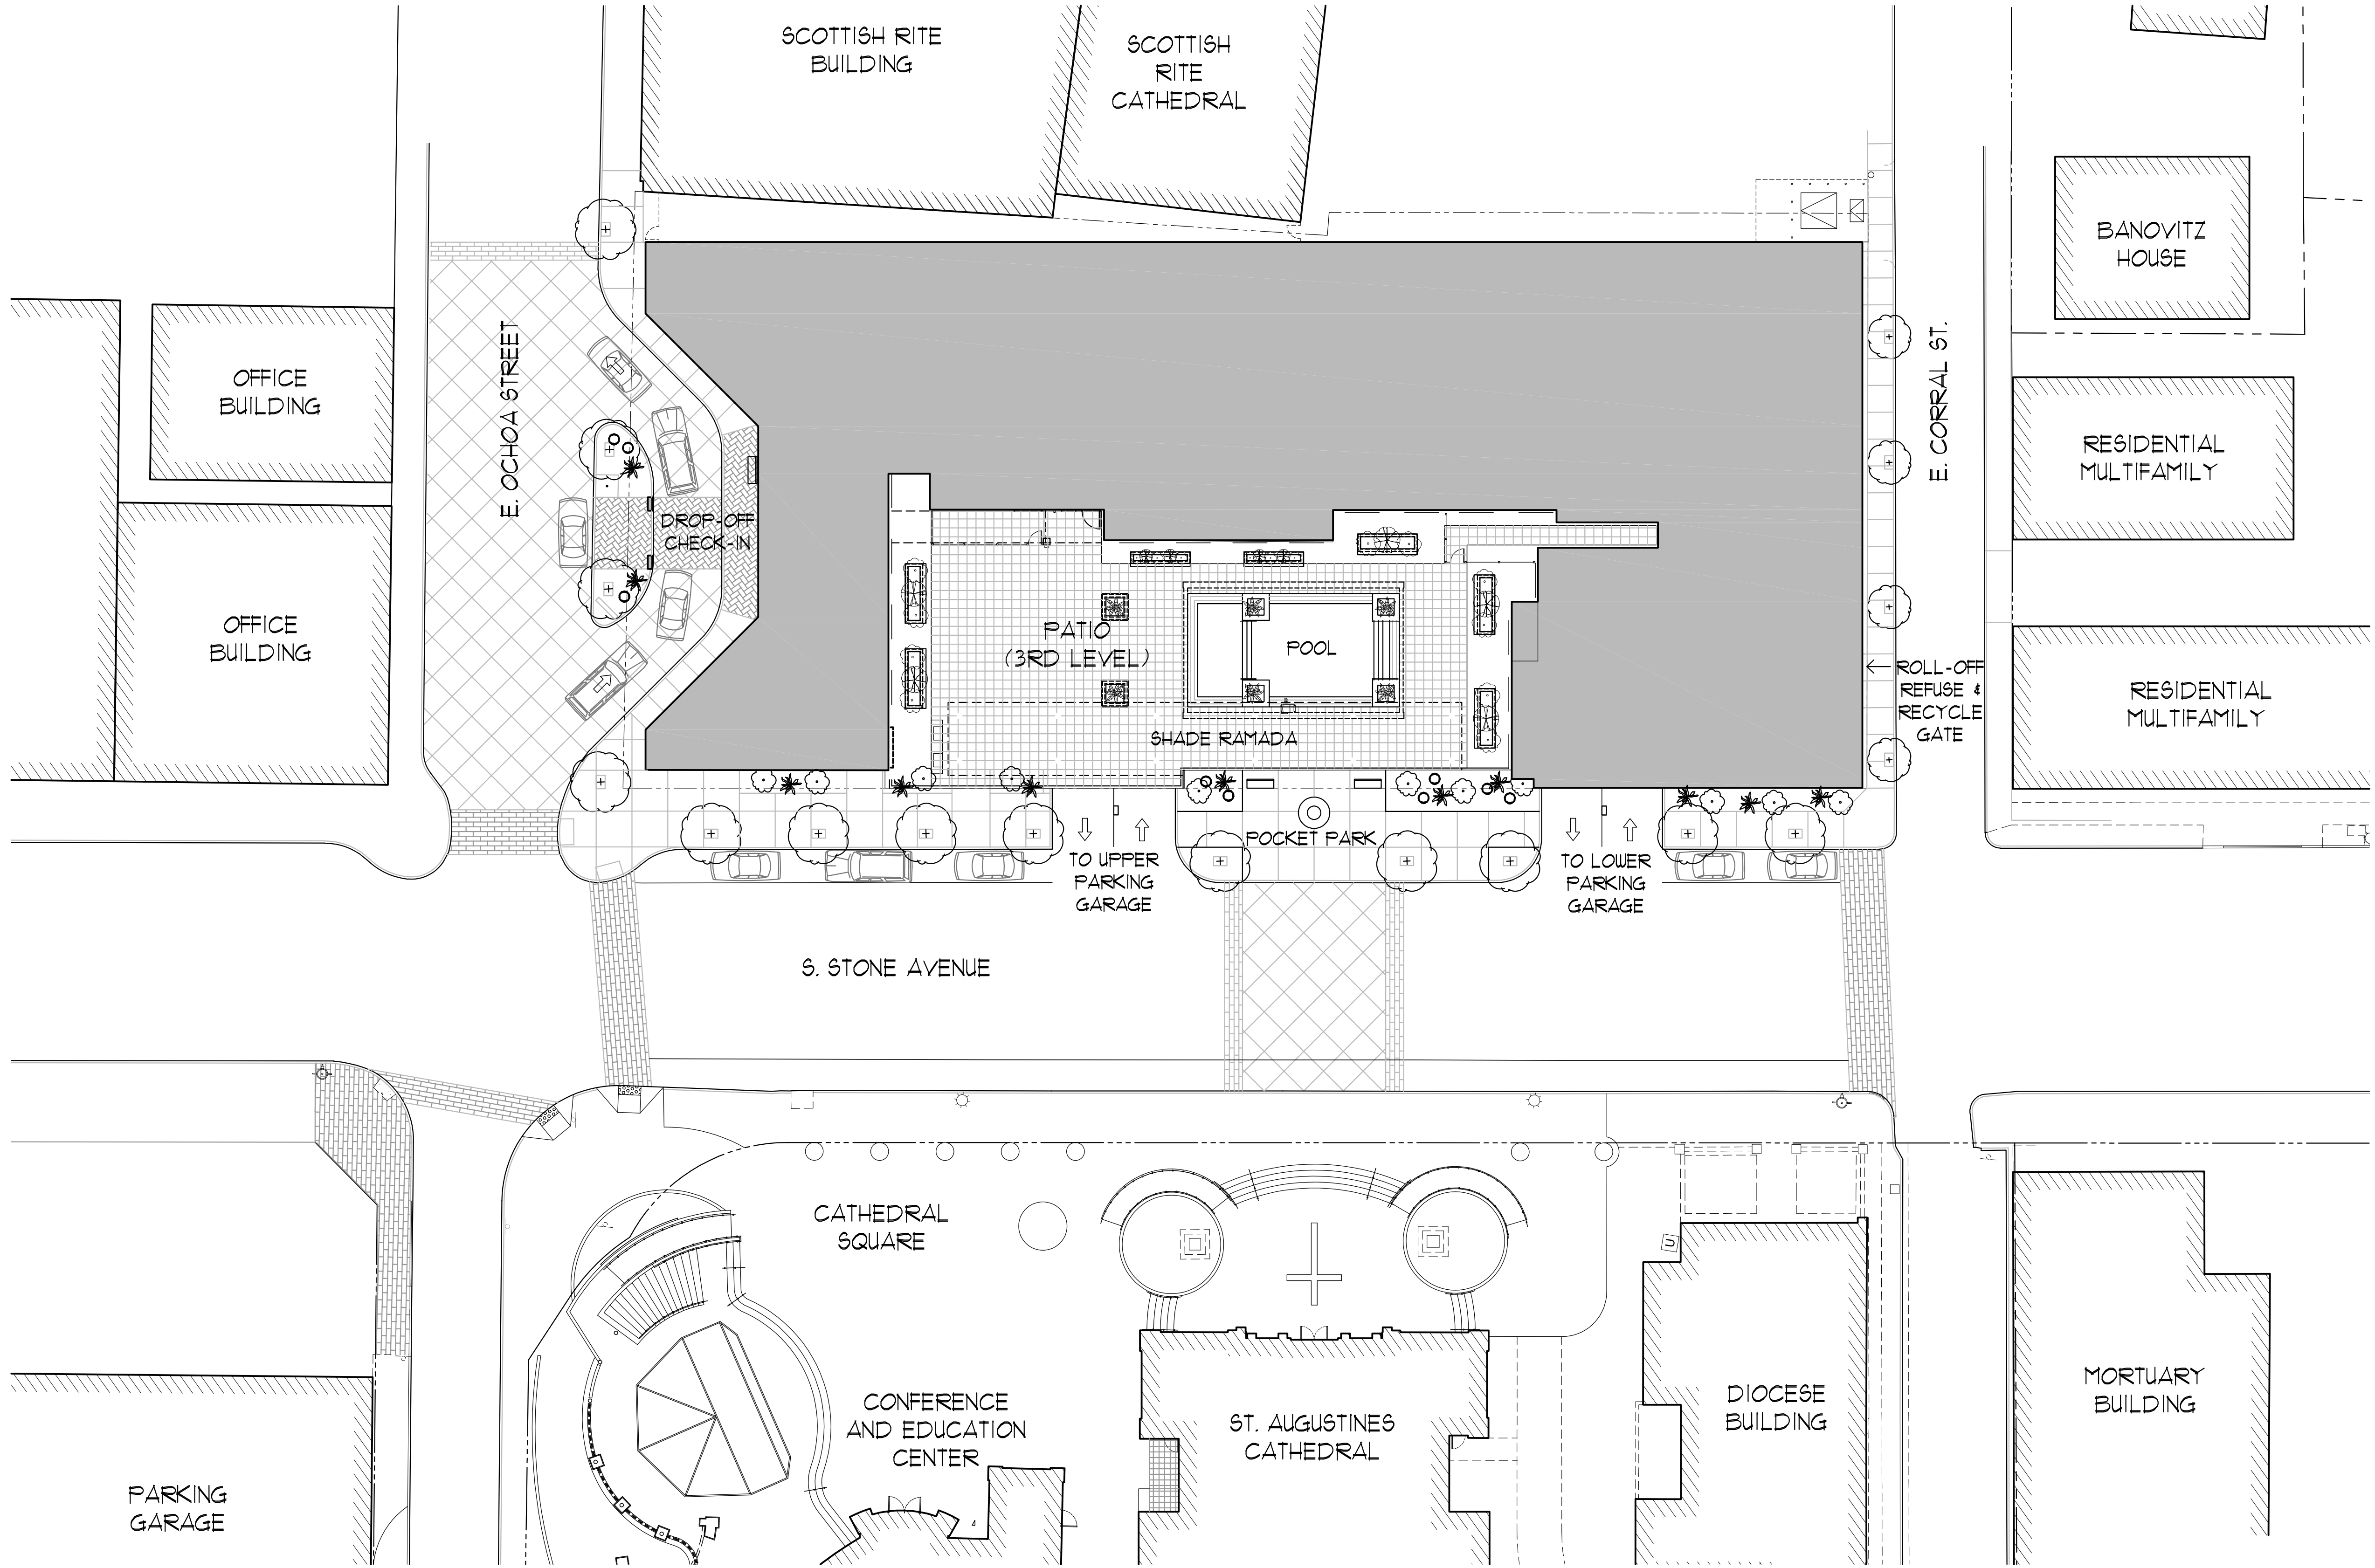 SCOTTISH RITE
BUILDING
SCOTTISH
RITE
CATHEDRAL
BANOVITZ
HOUSE
OFFICE
BUILDING
E. OCHOA STREET
E. CORRAL ST.
RESIDENTIAL
MULTIFAMILY
DROP-OFF
CHECK-IN
OFFICE
BUILDING
PATIO
(3RD LEVEL)
POOL
SHADE RAMADA
ROLL-OFF
REFUSE &
RECYCLE
GATE
RESIDENTIAL
MULTIFAMILY
POCKET PARK
TO UPPER
PARKING
GARAGE
TO LOWER
PARKING
GARAGE
S. STONE AVENUE
CATHEDRAL
SQUARE
U
CONFERENCE
AND EDUCATION
CENTER
ST. AUGUSTINES
CATHEDRAL
DIOCESE
BUILDING
MORTUARY
BUILDING
PARKING
GARAGE